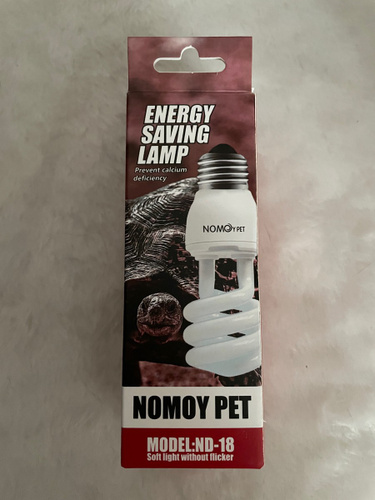 ENERGY
SAVING
LAMP
Prevent calcium
deficiency
NOMOY PET
NOMOY PET
MODEL:ND-18
Soft light without flicker